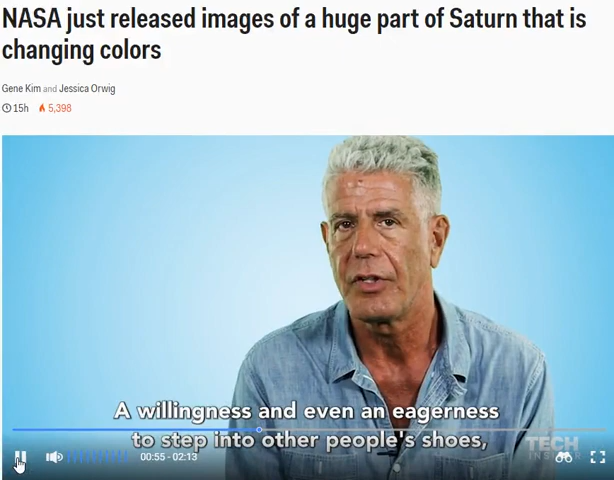 NASA just released images of a huge part of Saturn that is
changing colors
Gene Kim and Jessica Orwig
15h 5,398
A willingness and even an eagerness
to step into other people's shoes,
00:55 - 02:13
TECH
INSIDER